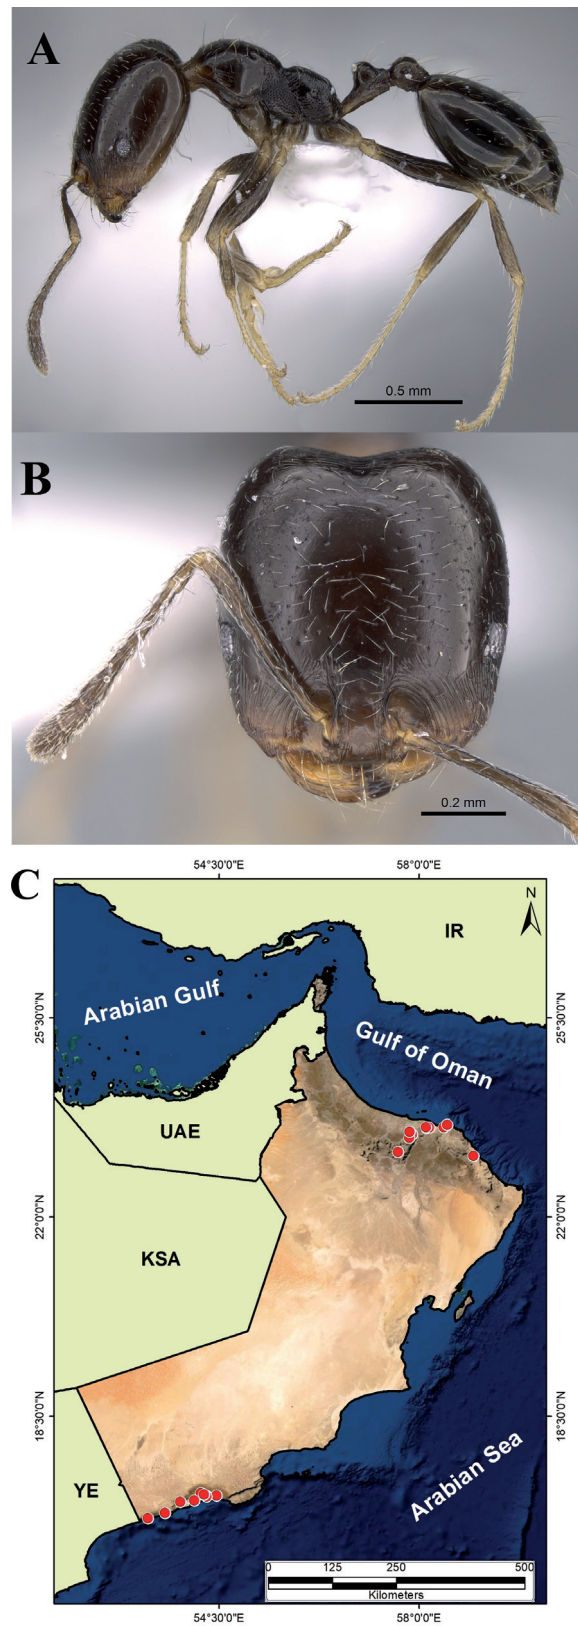 A
0.5 mm
B
0.2 mm
C
54°30'0"E 58°0'0"E
N
IR
Arabian Gulf
25°30'0"N 25°30'0"N
Gulf of Oman
UAE
22°0'0"N 22°0'0"N
KSA
18°30'0"N 18°30'0"N
YE
Arabian Sea
0 125 250 500
Kilometers
54°30'0"E 58°0'0"E